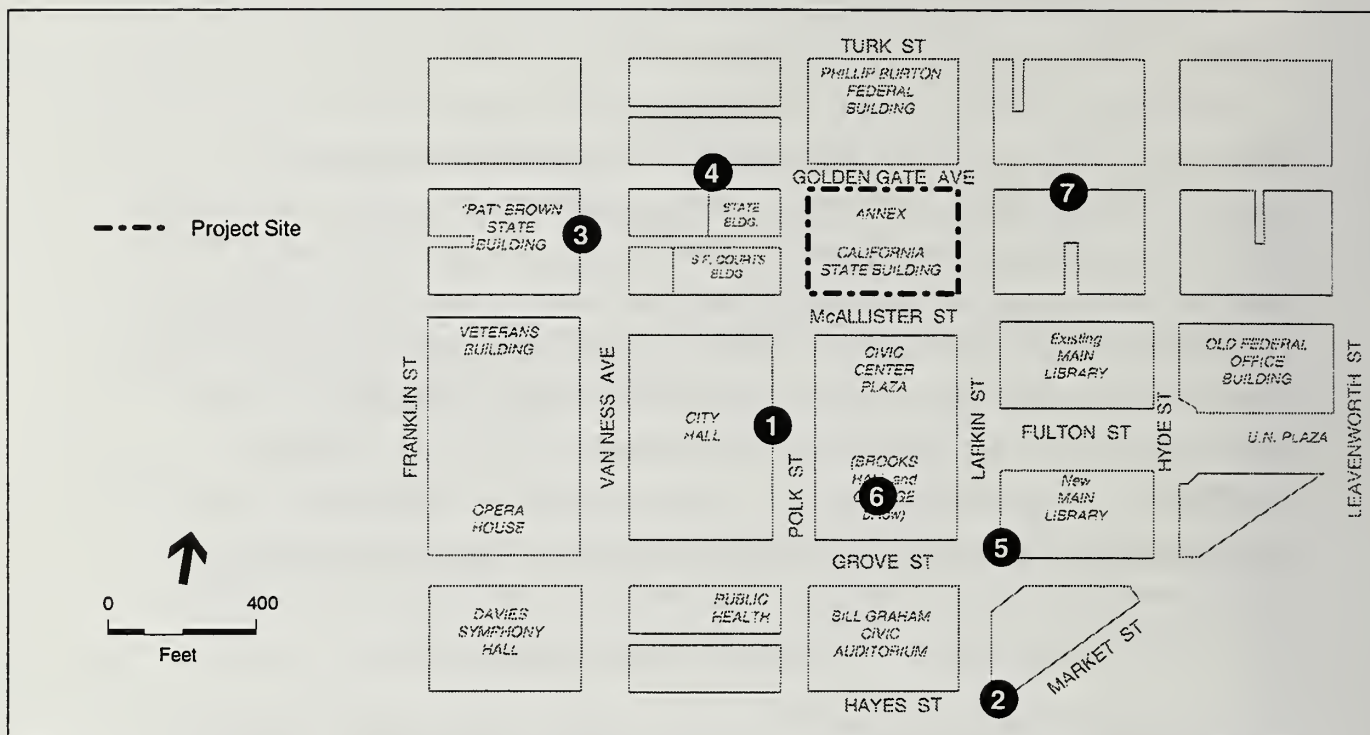 TURK ST
PHILLIP BURTON
FEDERAL
BUILDING
4
GOLDEN GATE AVE
7
Project Site
"PAT" BROWN
STATE
BUILDING
3
STATE
BLDG.
S.F. COURTS
BLDG
ANNEX
CALIFORNIA
STATE BUILDING
McALLISTER ST
VETERANS
BUILDING
CIVIC
CENTER
PLAZA
Existing
MAIN
LIBRARY
OLD FEDERAL
OFFICE
BUILDING
FRANKLIN ST
VAN NESS AVE
CITY
HALL
1
POLK ST
LARKIN ST
FULTON ST
HYDE ST
U.N. PLAZA
LEAVENWORTH ST
OPERA
HOUSE
(BROOKS
and
6
New
MAIN
LIBRARY
5
GROVE ST
0 400
Feet
DAVIES
SYMPHONY
HALL
PUBLIC
HEALTH
BILL GRAHAM
CIVIC
AUDITORIUM
MARKET ST
HAYES ST
2